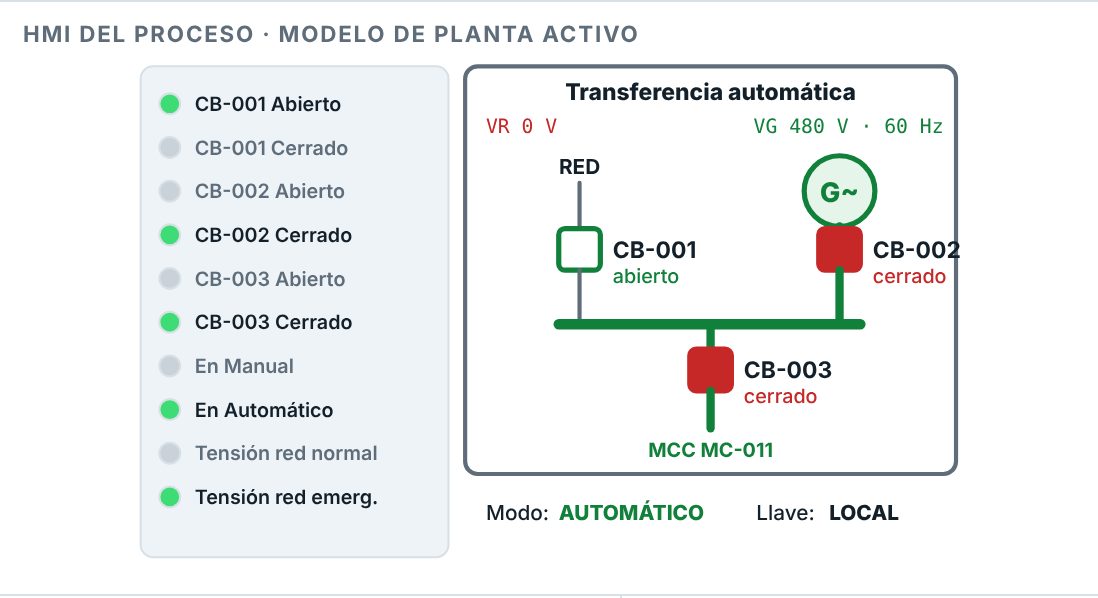 HMI DEL PROCESO · MODELO DE PLANTA ACTIVO
CB-001 Abierto
CB-001 Cerrado
CB-002 Abierto
CB-002 Cerrado
CB-003 Abierto
CB-003 Cerrado
En Manual
En Automático
Tensión red normal
Tensión red emerg.
Transferencia automática
VR 0 V
VG 480 V · 60 Hz
RED
G~
CB-001
abierto
CB-002
cerrado
CB-003
cerrado
MCC MC-011
Modo: AUTOMÁTICO
Llave: LOCAL